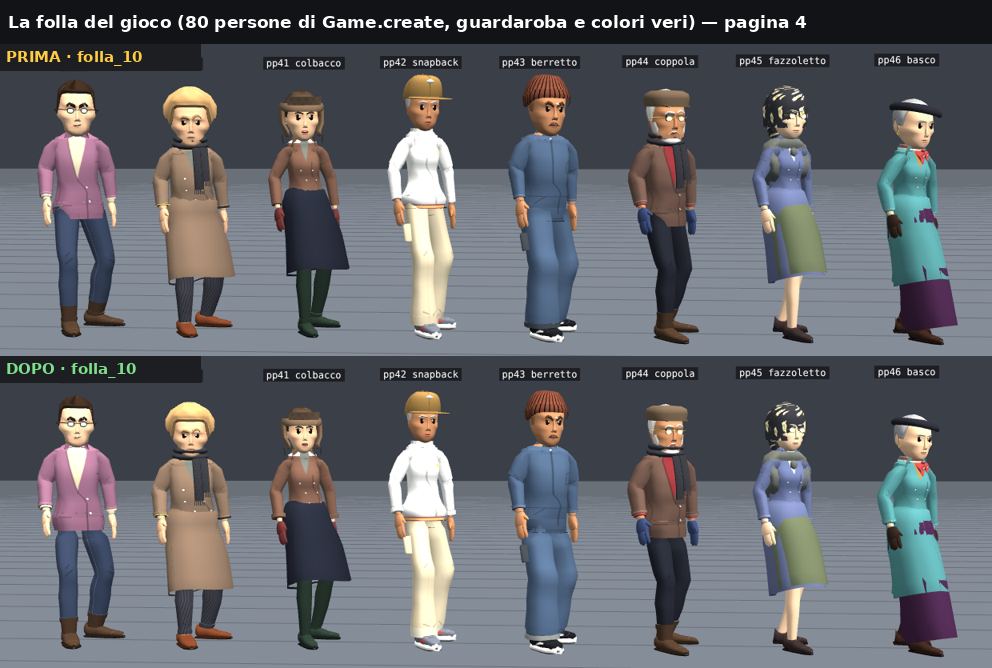 La folla del gioco (80 persone di Game.create, guardaroba e colori veri) — pagina 4
PRIMA · folla_10
pp41 colbacco
pp42 snapback
pp43 berretto
pp44 coppola
pp45 fazzoletto
pp46 basco
DOPO · folla_10
pp41 colbacco
pp42 snapback
pp43 berretto
pp44 coppola
pp45 fazzoletto
pp46 basco